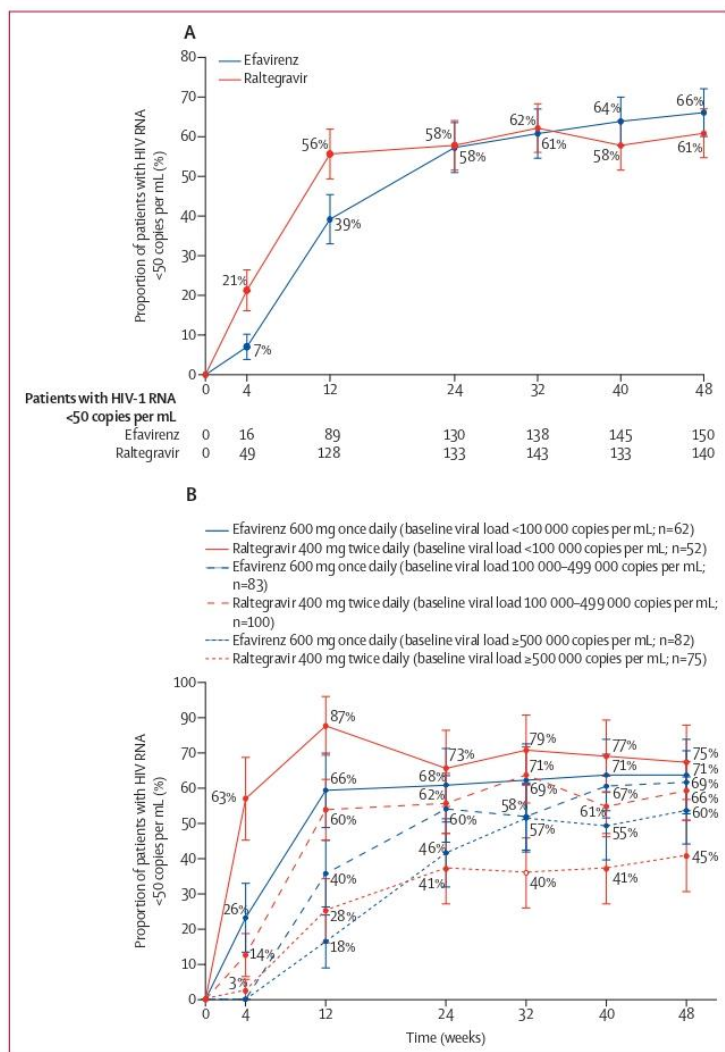 A
80
Efavirenz
Raltegravir
70
60
50
40
30
20
10
0
Proportion of patients with HIV RNA
<50 copies per mL (%)
21%
7%
56%
39%
58%
58%
62%
61%
64%
58%
66%
61%
0 4 12 24 32 40 48
Patients with HIV-1 RNA
<50 copies per mL
Efavirenz 0 16 89 130 138 145 150
Raltegravir 0 49 128 133 143 133 140
B
Efavirenz 600 mg once daily (baseline viral load <100 000 copies per mL; n=62)
Raltegravir 400 mg twice daily (baseline viral load <100 000 copies per mL; n=52)
Efavirenz 600 mg once daily (baseline viral load 100 000–499 000 copies per mL;
n=83)
Raltegravir 400 mg twice daily (baseline viral load 100 000–499 000 copies per mL;
n=100)
Efavirenz 600 mg once daily (baseline viral load ≥500 000 copies per mL; n=82)
Raltegravir 400 mg twice daily (baseline viral load ≥500 000 copies per mL; n=75)
100
90
80
70
60
50
40
30
20
10
0
Proportion of patients with HIV RNA
<50 copies per mL (%)
63%
26%
14%
3%
87%
66%
60%
40%
28%
18%
73%
68%
62%
60%
46%
41%
79%
71%
69%
58%
57%
40%
77%
71%
67%
61%
55%
41%
75%
71%
69%
66%
60%
45%
0 4 12 24 32 40 48
Time (weeks)